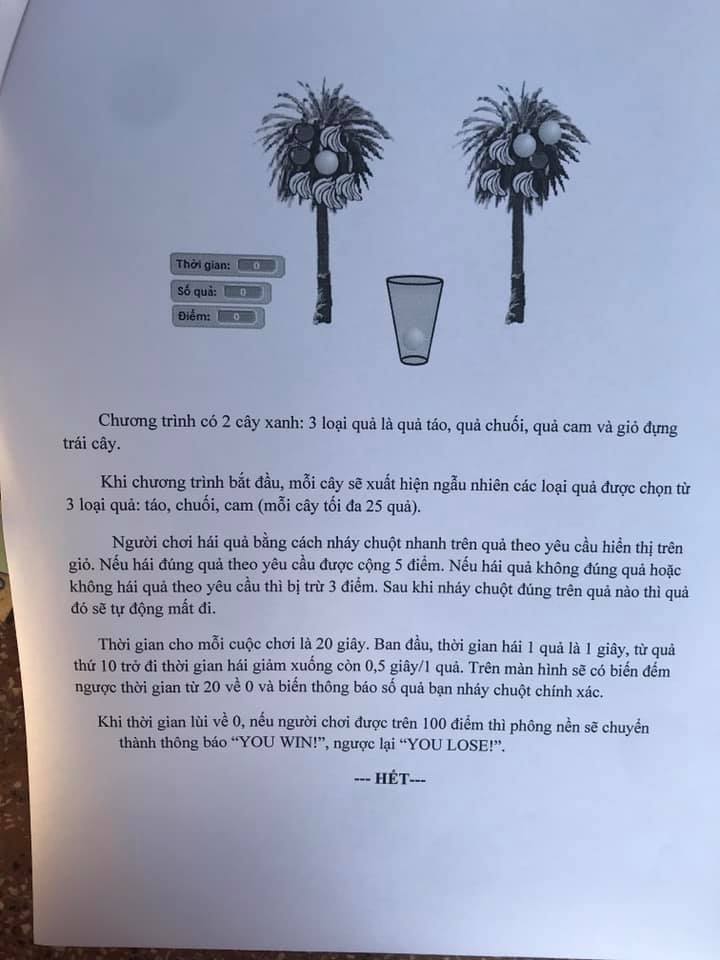 Thời gian: 0
Số quả: 0
Điểm: 0
Chương trình có 2 cây xanh: 3 loại quả là quả táo, quả chuối, quả cam và giỏ đựng
trái cây.
Khi chương trình bắt đầu, mỗi cây sẽ xuất hiện ngẫu nhiên các loại quả được chọn từ
3 loại quả: táo, chuối, cam (mỗi cây tối đa 25 quả).
Người chơi hái quả bằng cách nháy chuột nhanh trên quả theo yêu cầu hiển thị trên
giỏ. Nếu hái đúng quả theo yêu cầu được cộng 5 điểm. Nếu hái quả không đúng quả hoặc
không hái quả theo yêu cầu thì bị trừ 3 điểm. Sau khi nháy chuột đúng trên quả nào thì quả
đó sẽ tự động mất đi.
Thời gian cho mỗi cuộc chơi là 20 giây. Ban đầu, thời gian hái 1 quả là 1 giây, từ quả
thứ 10 trở đi thời gian hái giảm xuống còn 0,5 giây/1 quả. Trên màn hình sẽ có biến đếm
ngược thời gian từ 20 về 0 và biến thông báo số quả bạn nháy chuột chính xác.
Khi thời gian lùi về 0, nếu người chơi được trên 100 điểm thì phông nền sẽ chuyển
thành thông báo “YOU WIN!”, ngược lại “YOU LOSE!”.
--- HẾT---